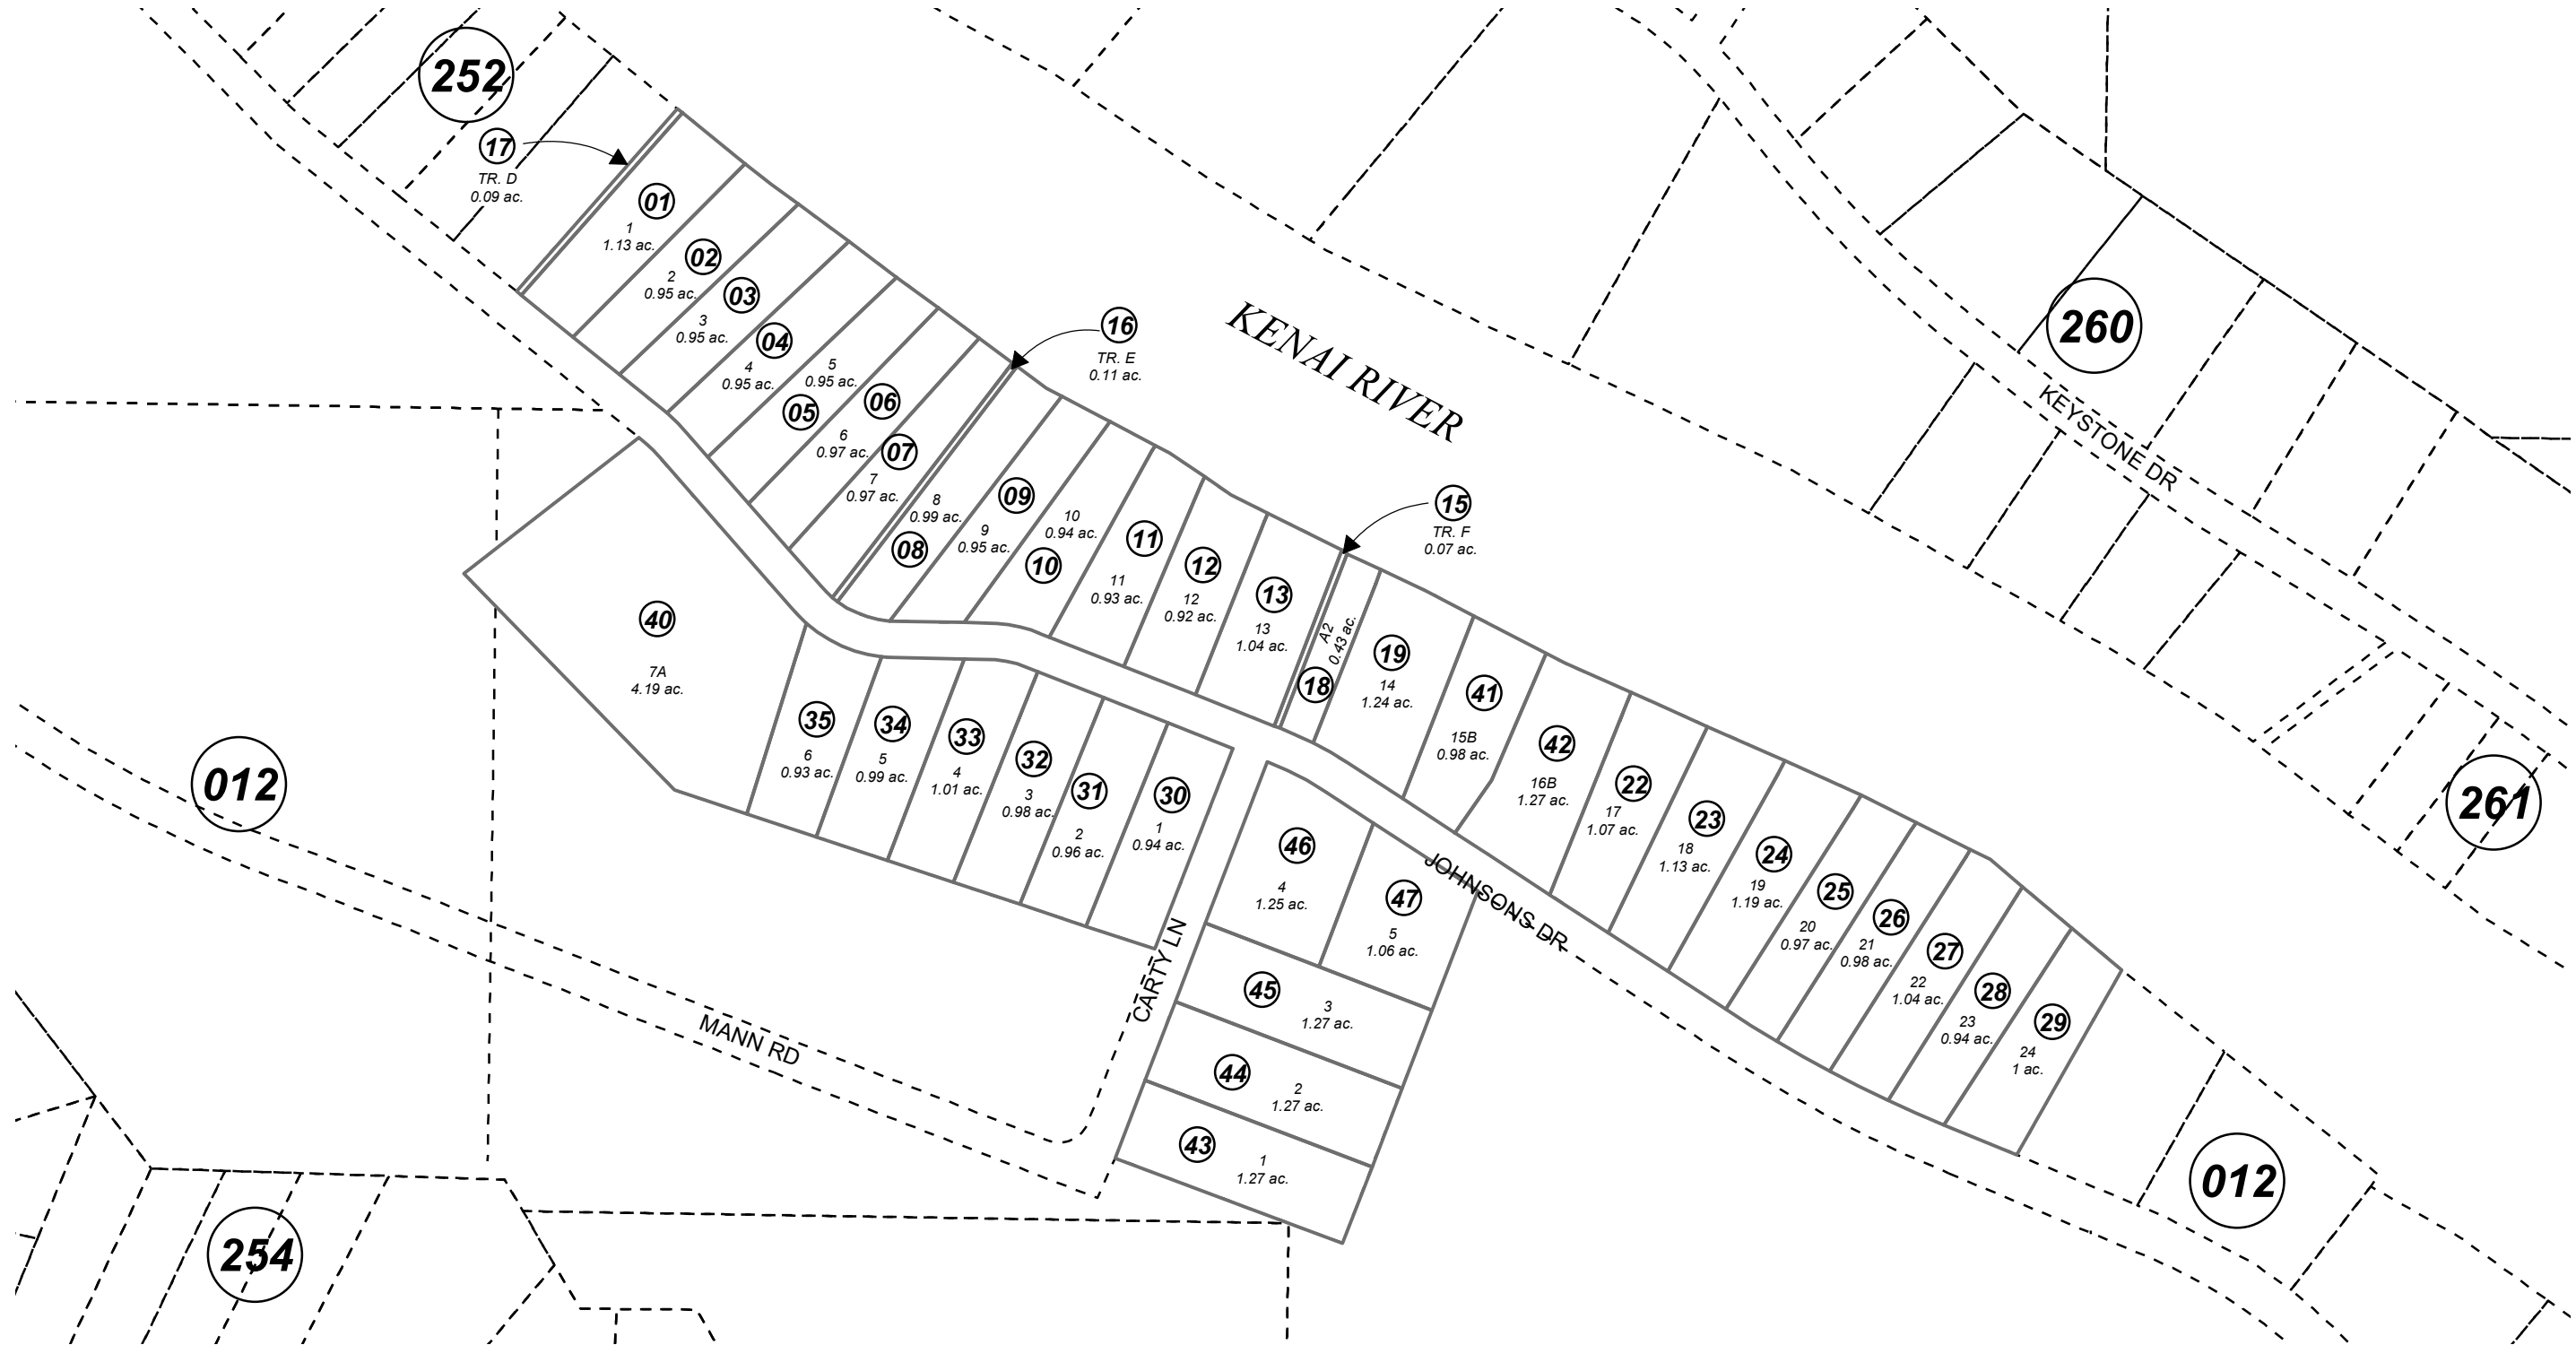 252
17
TR. D
0.09 ac.
01
1
1.13 ac.
02
2
0.95 ac.
03
3
0.95 ac.
04
4
0.95 ac.
5
0.95 ac.
05
06
6
0.97 ac.
07
7
0.97 ac.
16
TR. E
0.11 ac.
KENAI RIVER
260
KEYSTONE DR
8
0.99 ac.
08
09
9
0.95 ac.
10
0.94 ac.
10
11
11
0.93 ac.
12
12
0.92 ac.
13
13
1.04 ac.
15
TR. F
0.07 ac.
A2
0.43 ac.
18
19
14
1.24 ac.
41
15B
0.98 ac.
42
16B
1.27 ac.
22
17
1.07 ac.
23
18
1.13 ac.
24
19
1.19 ac.
25
20
0.97 ac.
26
21
0.98 ac.
27
22
1.04 ac.
28
23
0.94 ac.
29
24
1 ac.
261
40
7A
4.19 ac.
35
6
0.93 ac.
34
5
0.99 ac.
33
4
1.01 ac.
32
3
0.98 ac.
31
2
0.96 ac.
30
1
0.94 ac.
012
46
4
1.25 ac.
47
5
1.06 ac.
JOHNSONS DR
CARTY LN
MANN RD
45
3
1.27 ac.
44
2
1.27 ac.
43
1
1.27 ac.
012
254